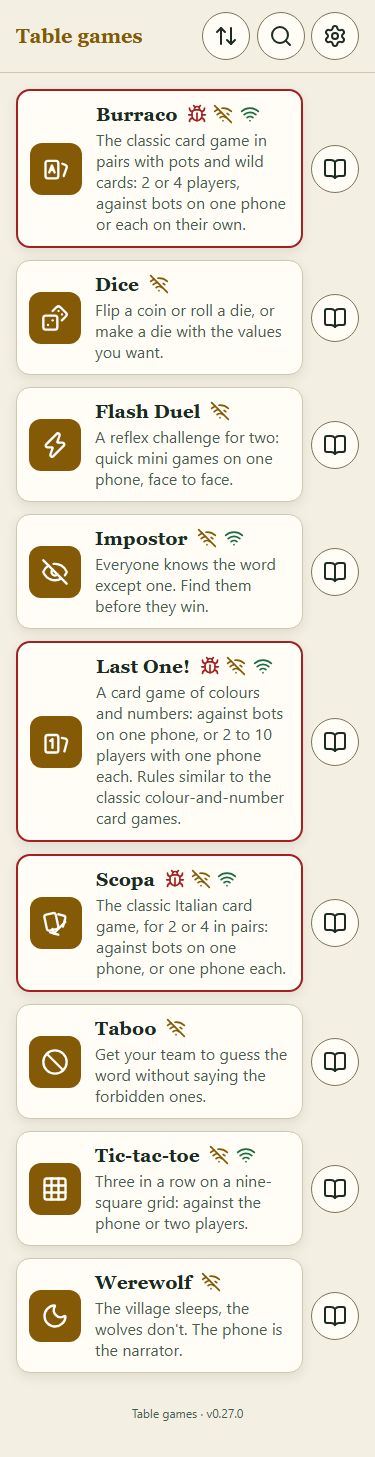 Table games
Burraco
The classic card game in
pairs with pots and wild
cards: 2 or 4 players,
against bots on one phone
or each on their own.
Dice
Flip a coin or roll a die, or
make a die with the values
you want.
Flash Duel
A reflex challenge for two:
quick mini games on one
phone, face to face.
Impostor
Everyone knows the word
except one. Find them
before they win.
Last One!
A card game of colours
and numbers: against bots
on one phone, or 2 to 10
players with one phone
each. Rules similar to the
classic colour-and-number
card games.
Scopa
The classic Italian card
game, for 2 or 4 in pairs:
against bots on one
phone, or one phone each.
Taboo
Get your team to guess the
word without saying the
forbidden ones.
Tic-tac-toe
Three in a row on a nine-
square grid: against the
phone or two players.
Werewolf
The village sleeps, the
wolves don't. The phone is
the narrator.
Table games · v0.27.0